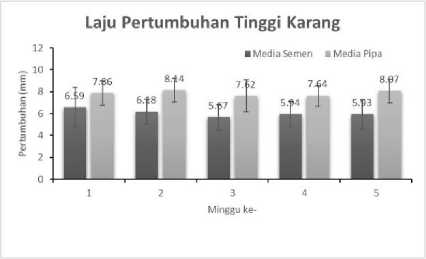 Laju Pertumbuhan Tinggi Karang
Media Semen Media Pipa
Pertumbuhan (mm)
12
10
8
6
4
2
0
6.59 7.86 6.18 8.14 5.67 7.62 5.94 7.64 5.93 8.07
1 2 3 4 5
Minggu ke-